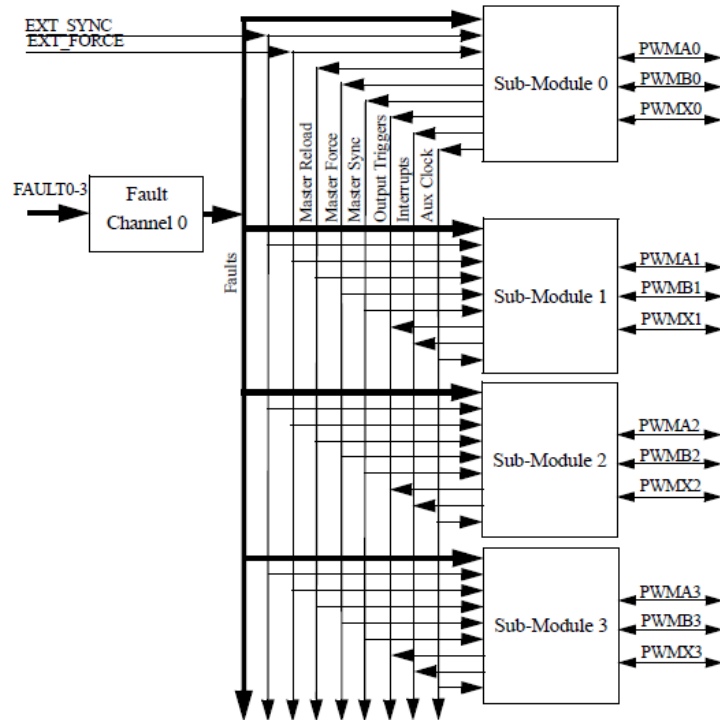 EXT_SYNC
EXT_FORCE
Sub-Module 0
PWMA0
PWMB0
PWMX0
Master Reload
Master Force
Master Sync
Output Triggers
Interrupts
Aux Clock
FAULT0-3
Fault
Channel 0
Faults
Sub-Module 1
PWMA1
PWMB1
PWMX1
Sub-Module 2
PWMA2
PWMB2
PWMX2
Sub-Module 3
PWMA3
PWMB3
PWMX3